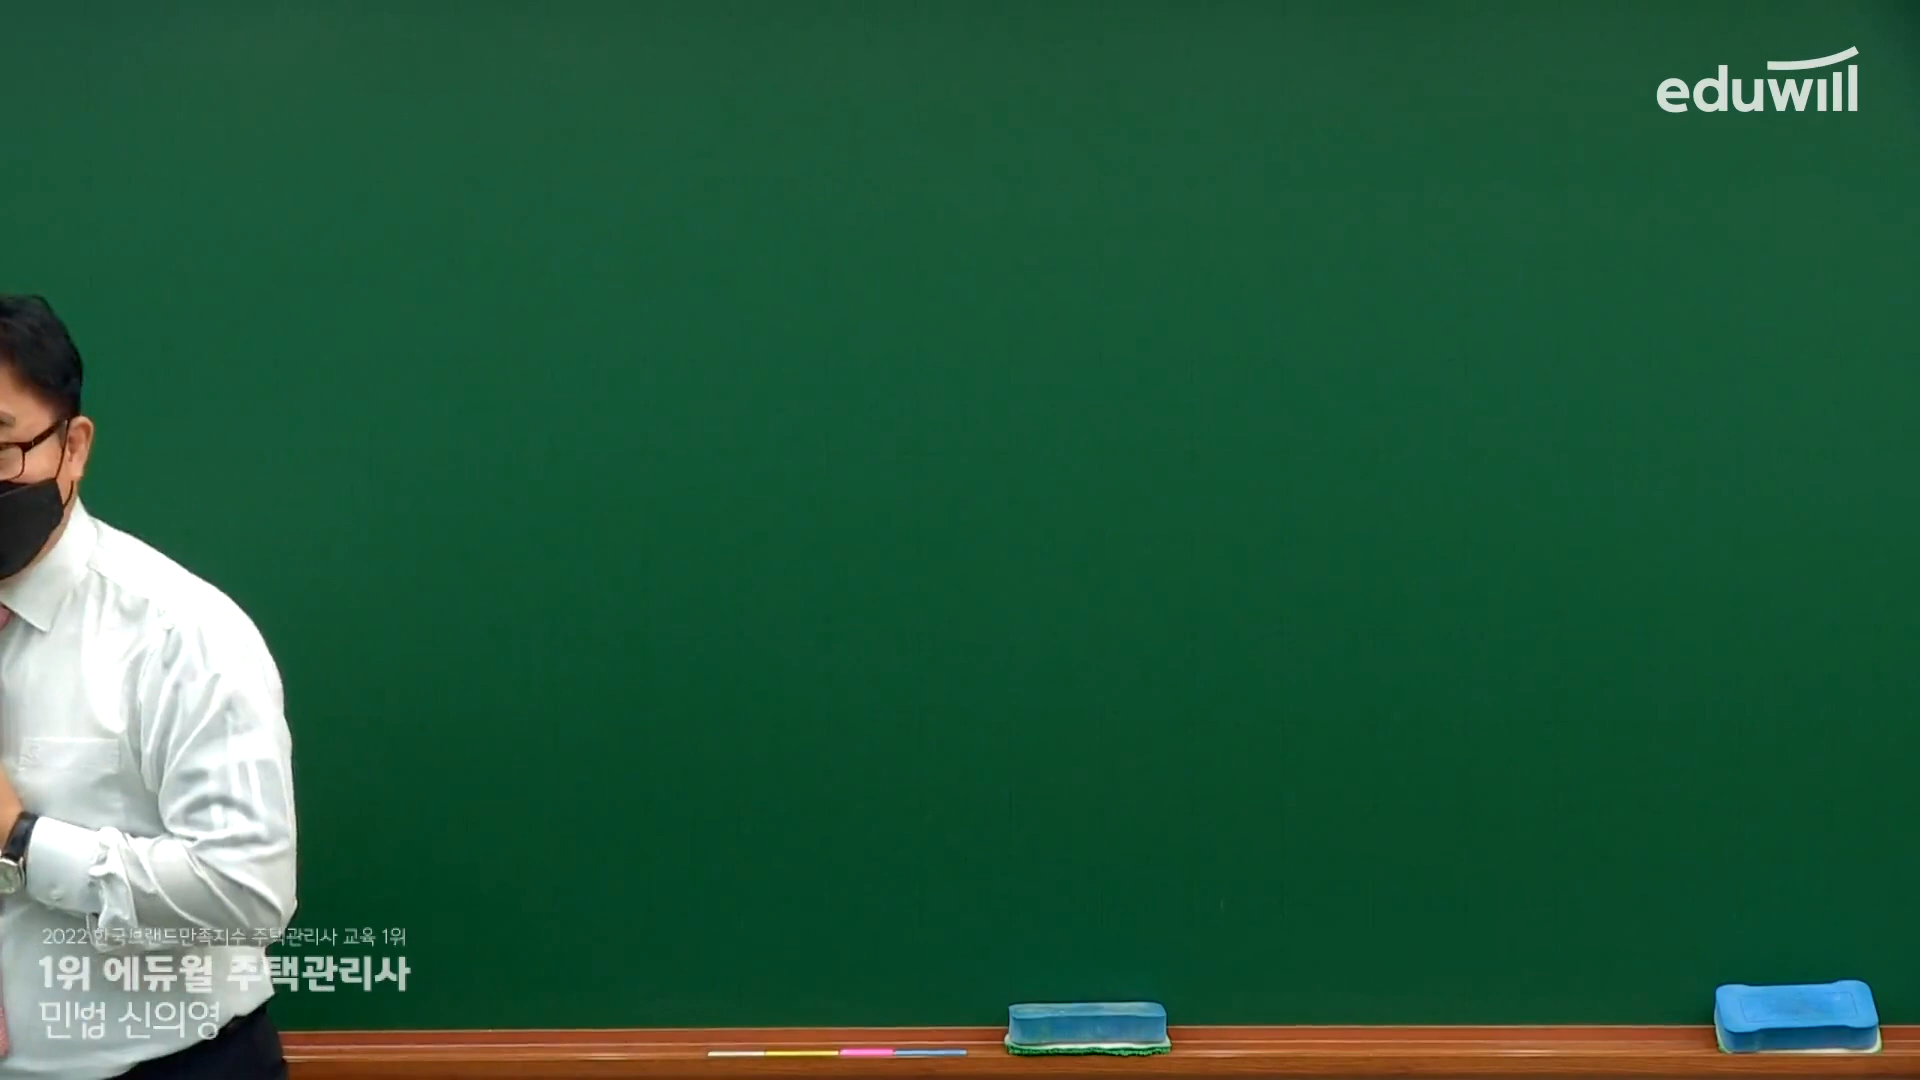 eduwill
2022 한국브랜드만족지수 주택관리사 교육 1위
1위 에듀윌 주택관리사
민법 신의영